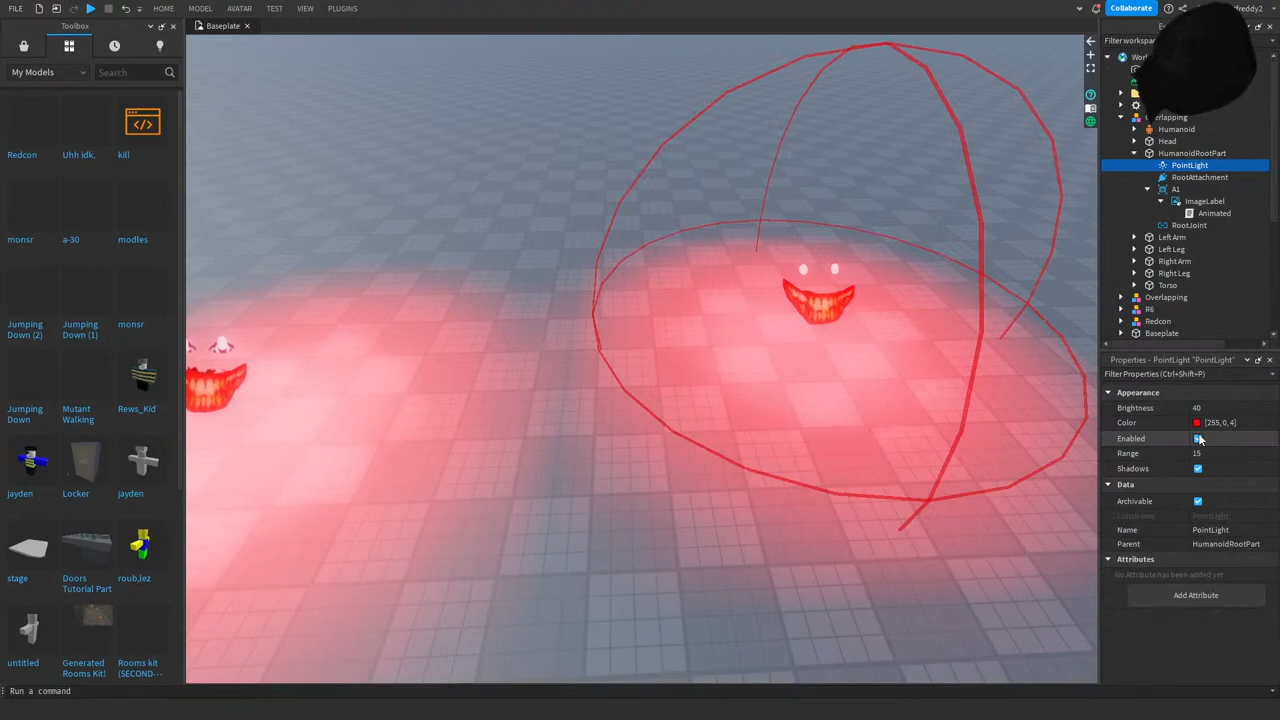 FILE
HOME
MODEL
AVATAR
TEST
VIEW
PLUGINS
Collaborate
freddy2
Toolbox
Baseplate
My Models
Search
Redcon
Uhh idk.
kill
monsr
a-30
modles
Jumping Down (2)
Jumping Down (1)
monsr
Jumping Down
Mutant Walking
Rews_Kid
jayden
Locker
jayden
stage
Doors Tutorial Part
roub,lez
untitled
Generated Rooms Kit!
Rooms kit (SECOND...
Run a command
Filter workspa
Overlapping
Humanoid
Head
HumanoidRootPart
PointLight
RootAttachment
A1
ImageLabel
Animated
RootJoint
Left Arm
Left Leg
Right Arm
Right Leg
Torso
Overlapping
R6
Redcon
Baseplate
Properties - PointLight "PointLight"
Filter Properties (Ctrl+Shift+P)
Appearance
Brightness 40
Color [255, 0, 4]
Enabled
Range 15
Shadows
Data
Archivable
ClassName PointLight
Name PointLight
Parent HumanoidRootPart
Attributes
No Attribute has been added yet
Add Attribute